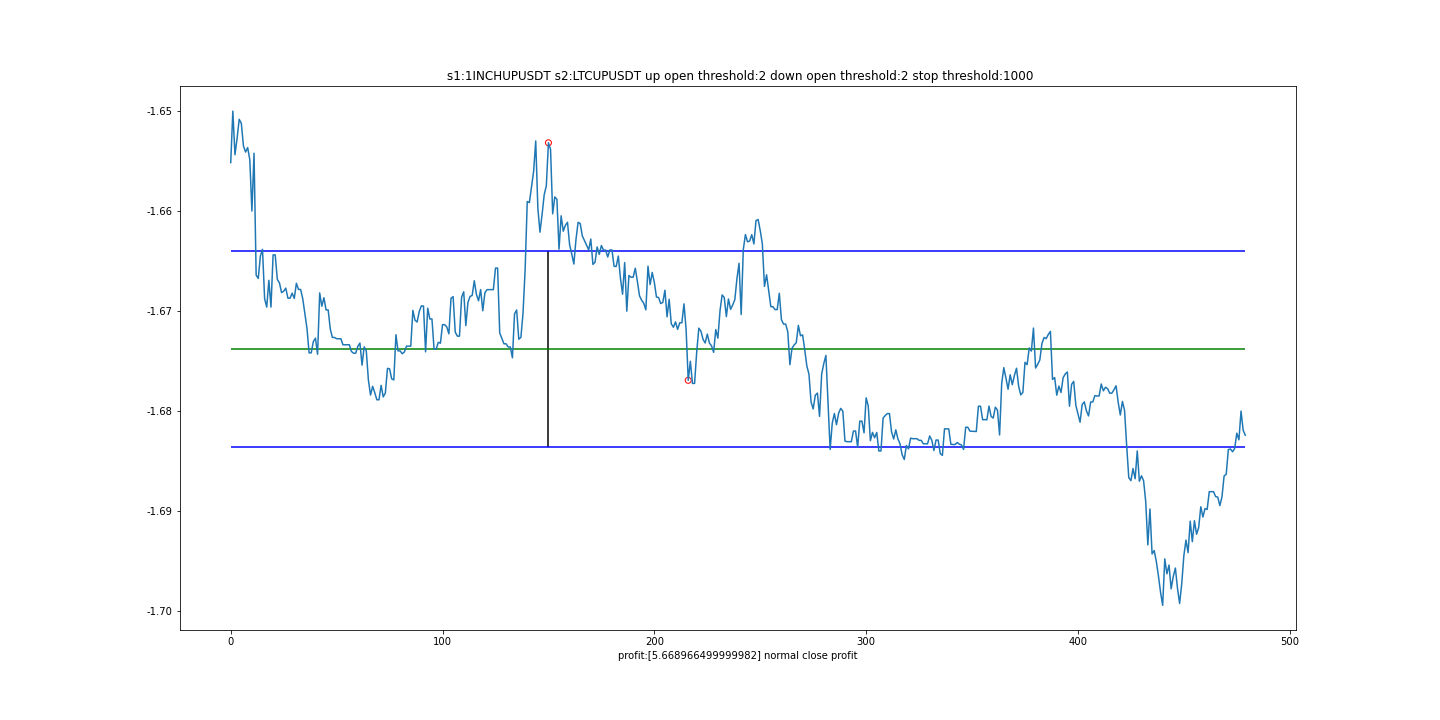 s1:1INCHUPUSDT s2:LTCUPUSDT up open threshold:2 down open threshold:2 stop threshold:1000
-1.65
-1.66
-1.67
-1.68
-1.69
-1.70
0 100 200 300 400 500
profit:[5.668966499999982] normal close profit